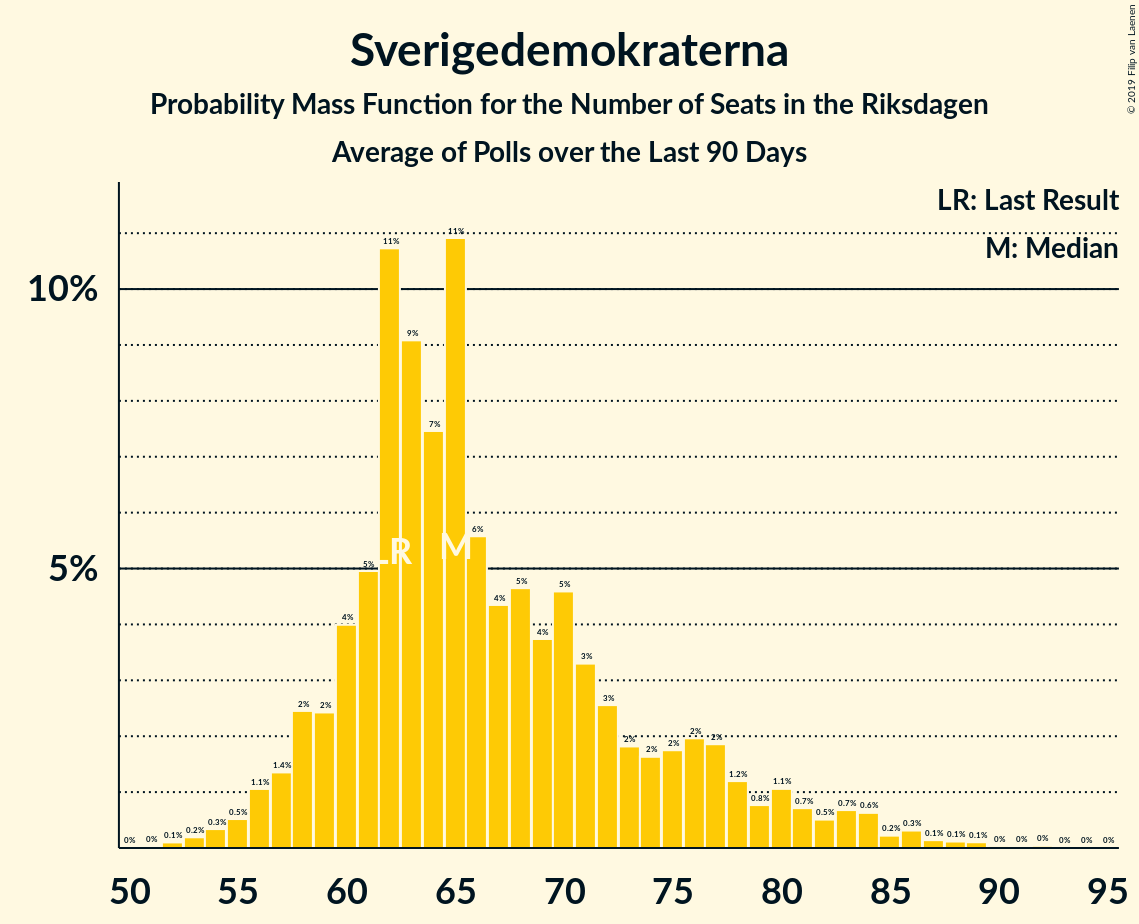 Sverigedemokraterna
Probability Mass Function for the Number of Seats in the Riksdagen
Average of Polls over the Last 90 Days
© 2019 Filip van Laenen
LR: Last Result
M: Median
10%
5%
0% 0% 0.1% 0.2% 0.3% 0.5% 1.1% 1.4% 2% 2% 4% 5% 11% 9% 7% 11% 6% 4% 5% 4% 5% 3% 3% 2% 2% 2% 2% 2% 1.2% 0.8% 1.1% 0.7% 0.5% 0.7% 0.6% 0.2% 0.3% 0.1% 0.1% 0.1% 0% 0% 0% 0% 0% 0%
LR M
50 55 60 65 70 75 80 85 90 95